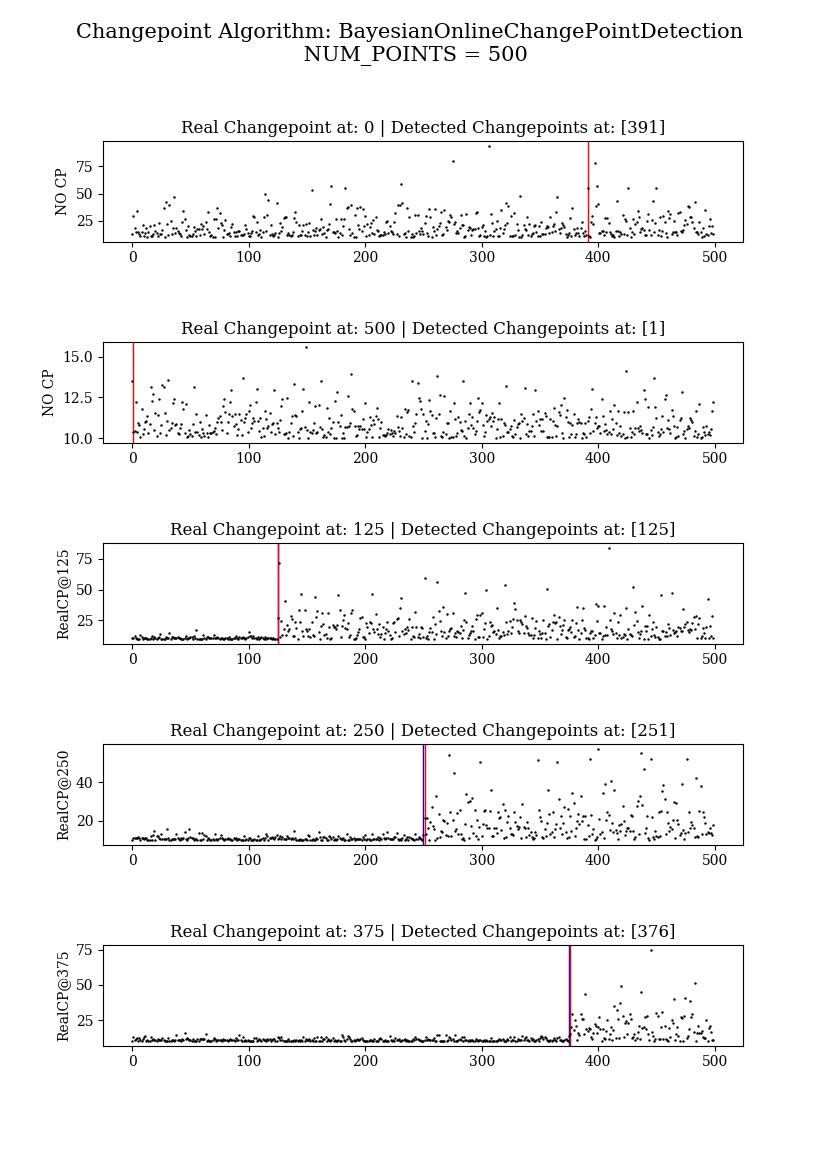 Changepoint Algorithm: BayesianOnlineChangePointDetection
NUM_POINTS = 500
Real Changepoint at: 0 | Detected Changepoints at: [391]
NO CP
75
50
25
0 100 200 300 400 500
Real Changepoint at: 500 | Detected Changepoints at: [1]
NO CP
15.0
12.5
10.0
0 100 200 300 400 500
Real Changepoint at: 125 | Detected Changepoints at: [125]
RealCP@125
75
50
25
0 100 200 300 400 500
Real Changepoint at: 250 | Detected Changepoints at: [251]
RealCP@250
40
20
0 100 200 300 400 500
Real Changepoint at: 375 | Detected Changepoints at: [376]
RealCP@375
75
50
25
0 100 200 300 400 500